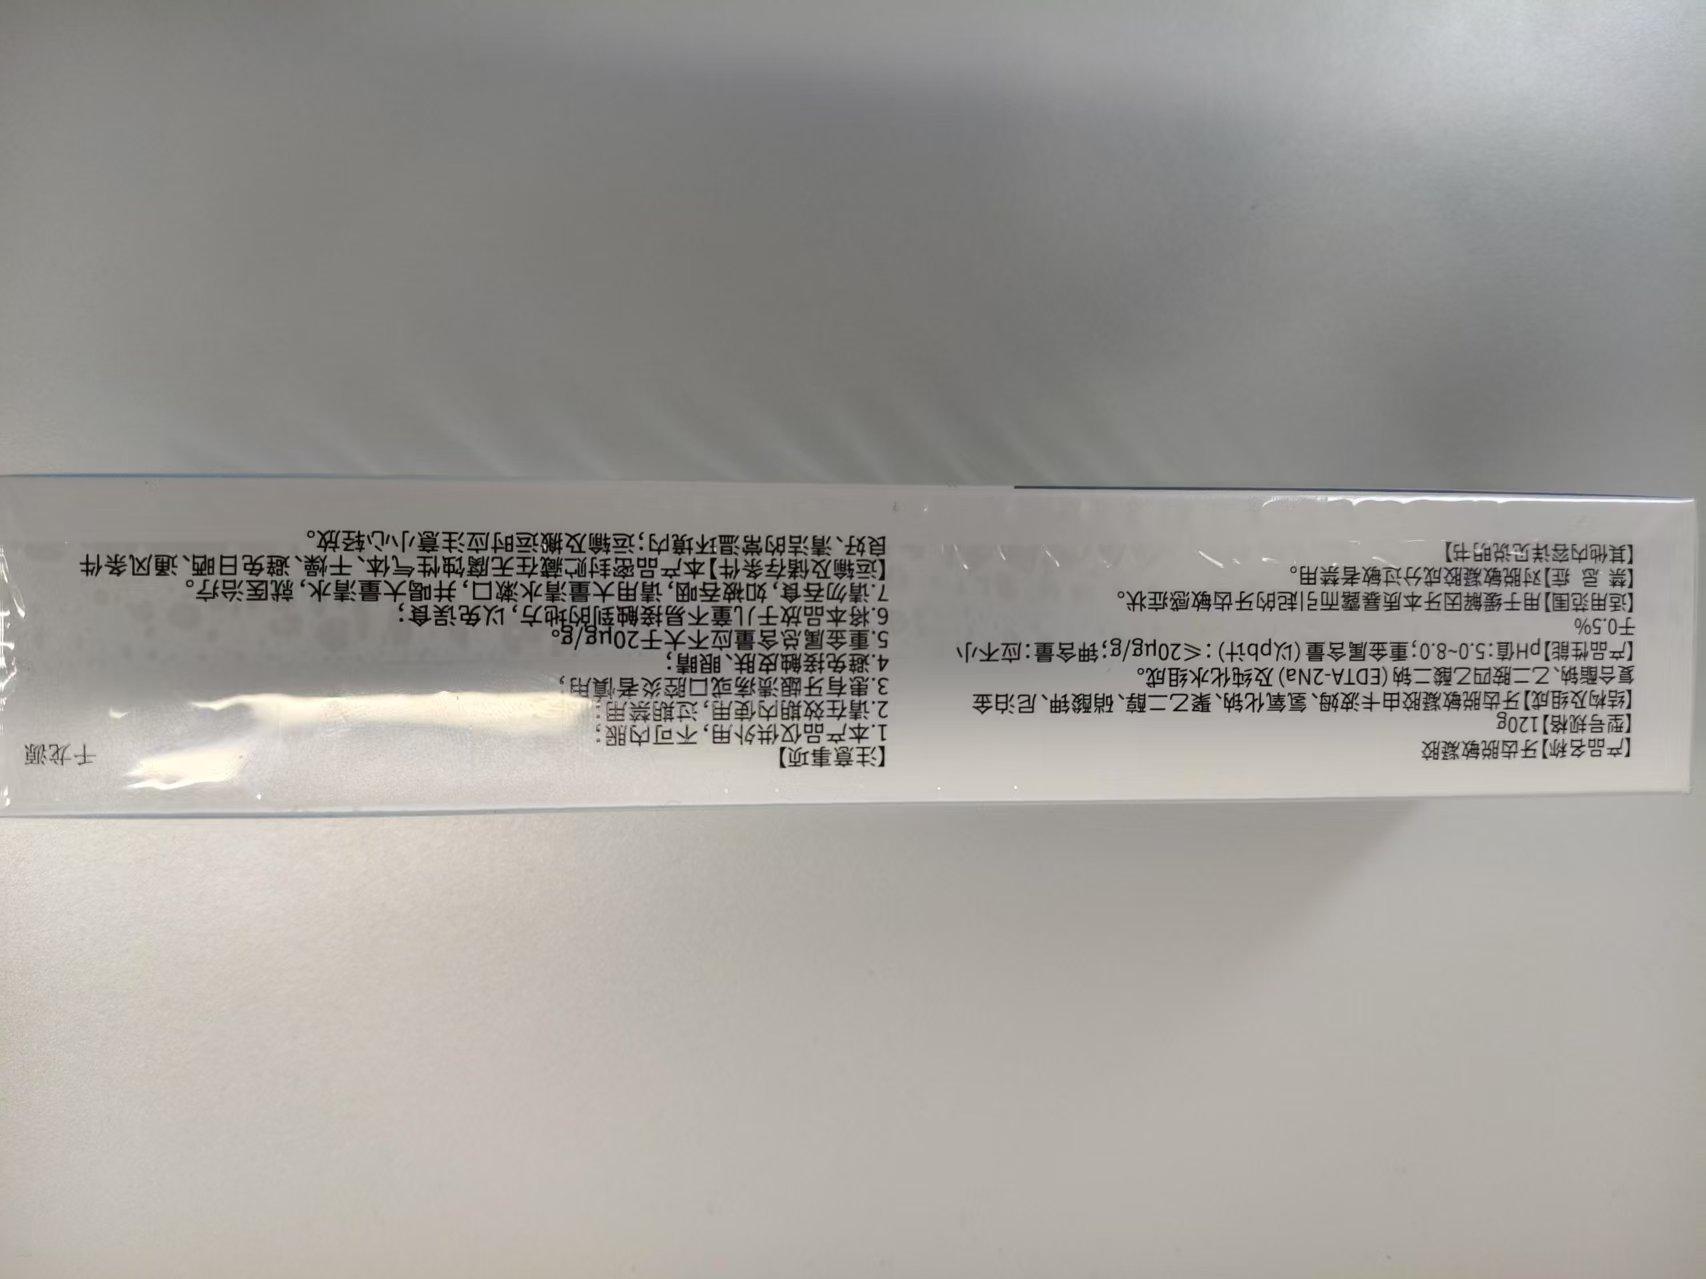 【产品名称】牙齿脱敏凝胶
【型号规格】120g
【结构及组成】牙齿脱敏凝胶由卡波姆、氢氧化钠、聚乙二醇、硝酸钾、尼泊金
复合酯钠、乙二胺四乙酸二钠(EDTA-2Na)及纯化水组成。
【产品性能】pH值:5.0~8.0;重金属含量(以pb计):≤20μg/g;钾含量:应不小
于0.5%
【适用范围】用于缓解因牙本质暴露而引起的牙齿敏感症状。
【禁 忌 症】对脱敏凝胶成分过敏者禁用。
【其他内容详见说明书】
【注意事项】
1.本产品仅供外用,不可内服;
2.请在效期内使用,过期禁用;
3.患有牙龈溃疡或口腔炎者慎用;
4.避免接触皮肤、眼睛;
5.重金属总含量应不大于20μg/g。
6.将本品放于儿童不易接触到的地方,以免误食;
7.请勿吞食,如被吞咽,请用大量清水漱口,并喝大量清水,就医治疗。
【运输及储存条件】本产品密封贮藏在无腐蚀性气体、干燥、避免日晒、通风条件
良好、清洁的常温环境内;运输及搬运时应注意小心轻放。
千龙源